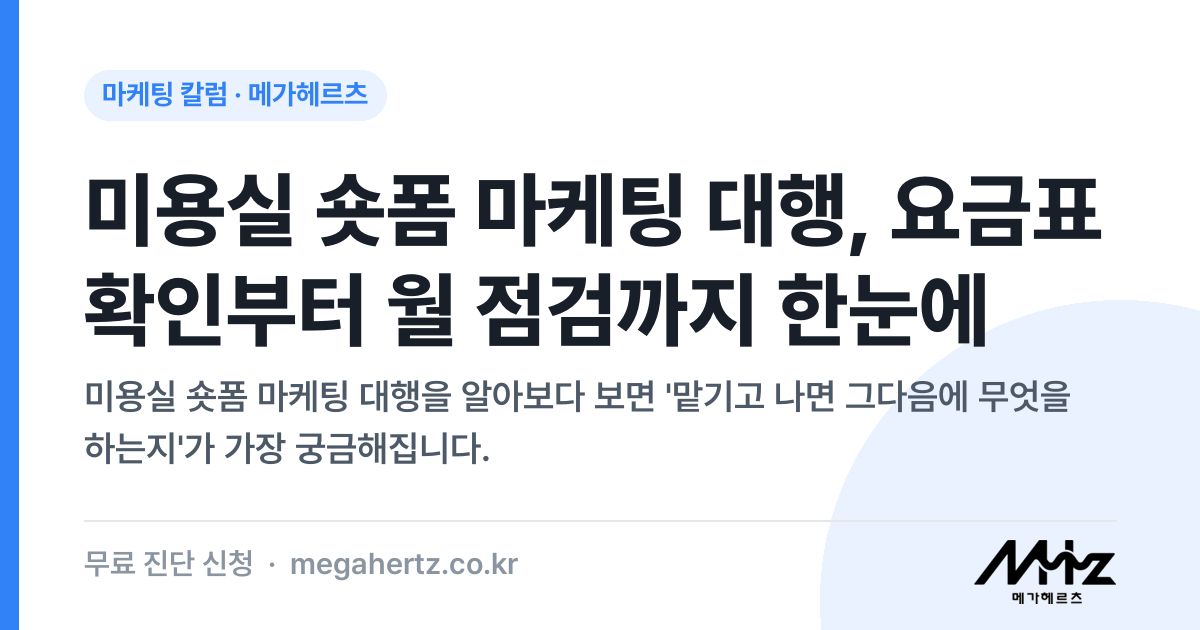 마케팅 칼럼 · 메가헤르츠
미용실 숏폼 마케팅 대행, 요금표
확인부터 월 점검까지 한눈에
미용실 숏폼 마케팅 대행을 알아보다 보면 '맡기고 나면 그다음에 무엇을
하는지'가 가장 궁금해집니다.
무료 진단 신청 · megahertz.co.kr
MHz
메가헤르츠